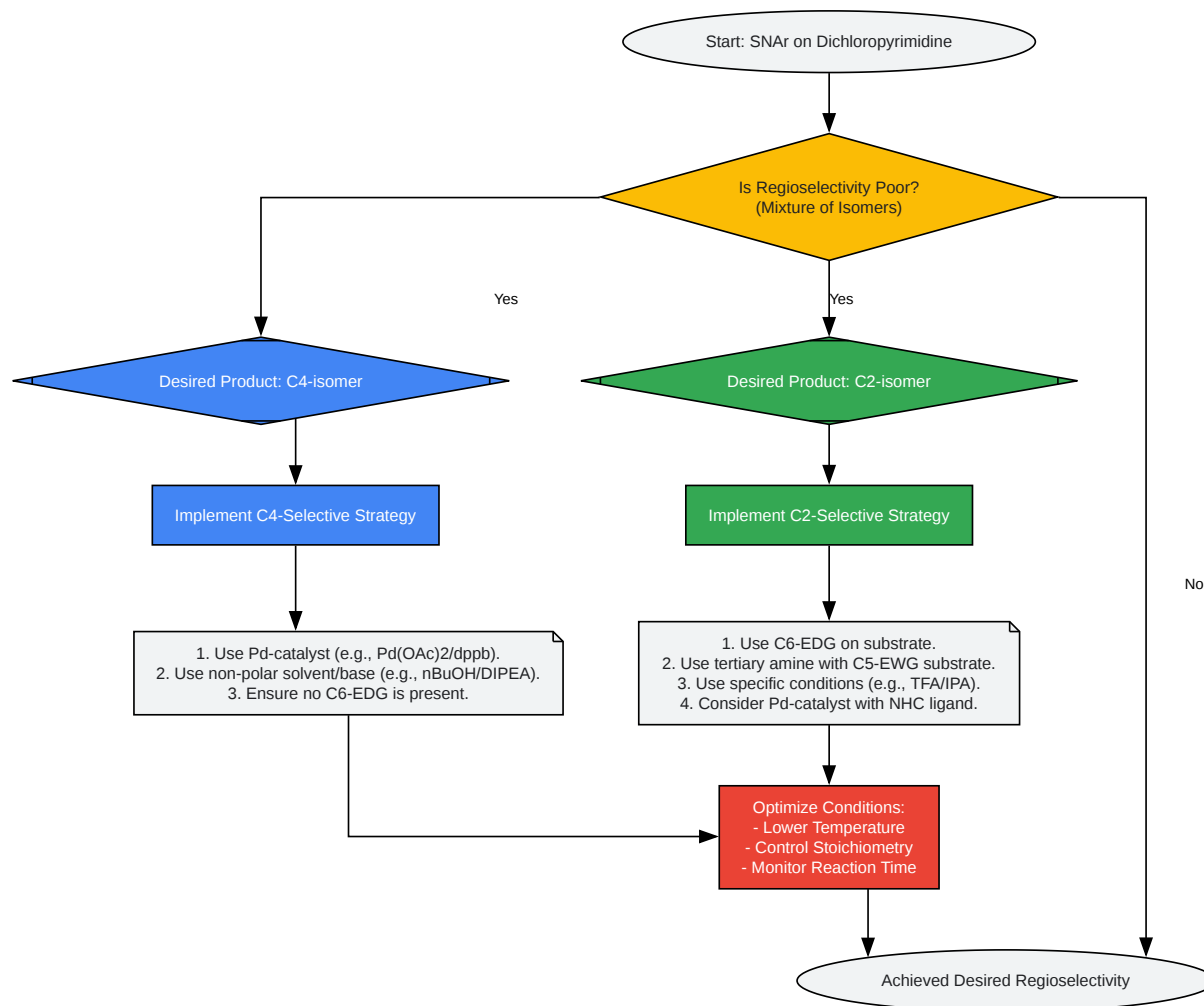 Start: SNAr on Dichloropyrimidine
Is Regioselectivity Poor?
(Mixture of Isomers)
Yes
Yes
Desired Product: C4-isomer
Desired Product: C2-isomer
Implement C4-Selective Strategy
Implement C2-Selective Strategy
No
1. Use Pd-catalyst (e.g., Pd(OAc)2/dppb).
2. Use non-polar solvent/base (e.g., nBuOH/DIPEA).
3. Ensure no C6-EDG is present.
1. Use C6-EDG on substrate.
2. Use tertiary amine with C5-EWG substrate.
3. Use specific conditions (e.g., TFA/IPA).
4. Consider Pd-catalyst with NHC ligand.
Optimize Conditions:
- Lower Temperature
- Control Stoichiometry
- Monitor Reaction Time
Achieved Desired Regioselectivity